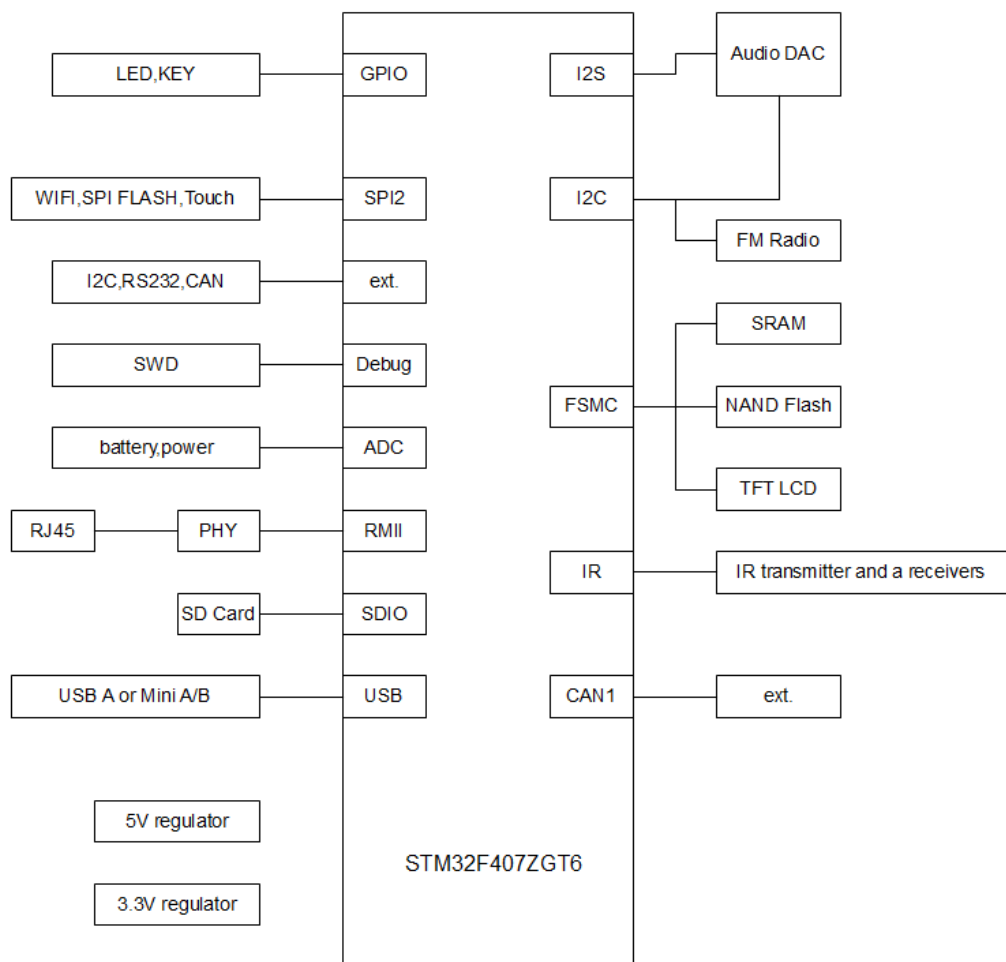 Audio DAC
LED,KEY
GPIO
I2S
WIFI,SPI FLASH,Touch
SPI2
I2C
FM Radio
I2C,RS232,CAN
ext.
SRAM
SWD
Debug
FSMC
NAND Flash
battery,power
ADC
TFT LCD
RJ45
PHY
RMII
IR
IR transmitter and a receivers
SD Card
SDIO
USB A or Mini A/B
USB
CAN1
ext.
5V regulator
STM32F407ZGT6
3.3V regulator